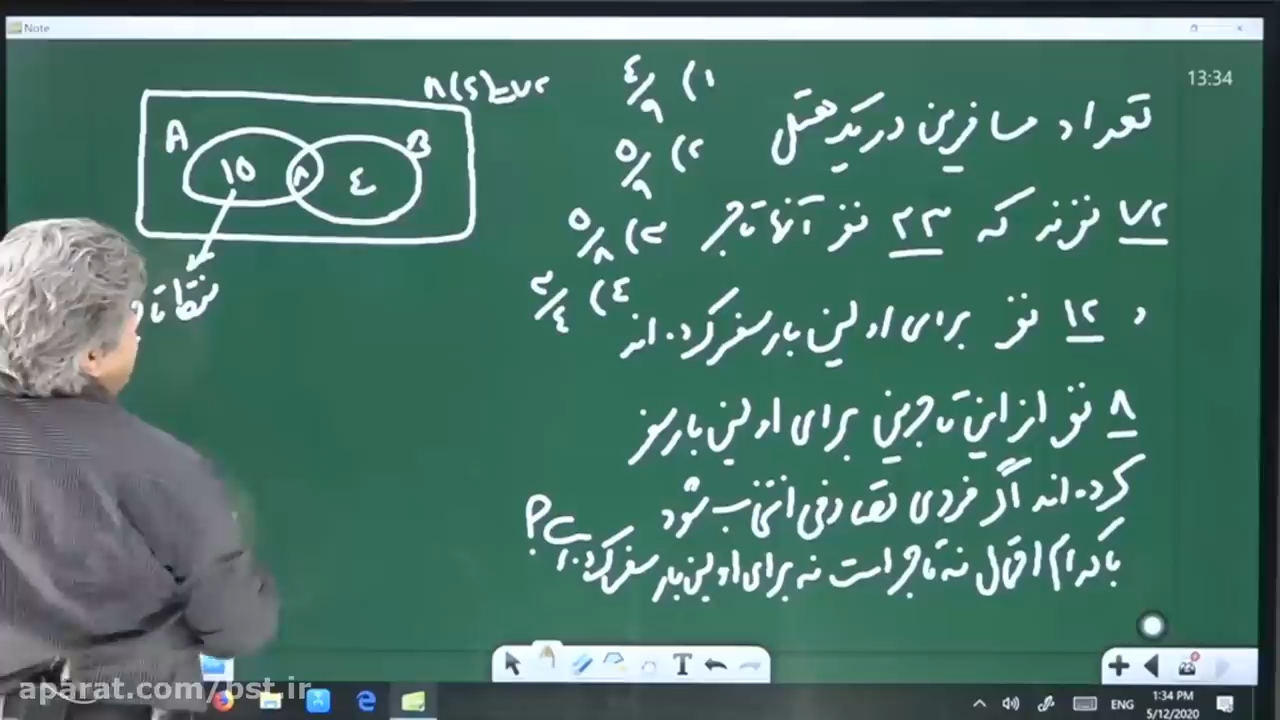 Note
13:34
تعداد مسافرین در یک هتل
۷۲ نفرند که ۲۳ نفر آنها تاجر
و ۱۲ نفر برای اولین بار سفر کرده‌اند
۸ نفر از این تاجرین برای اولین بار سفر
کرده‌اند اگر فردی تصادفی انتخاب شود
با کدام احتمال نه تاجر است نه برای اولین بار سفر کرده است؟
۱) ۴/۹
۲) ۵/۹
۳) ۵/۸
۴) ۳/۴
n(S)=۷۲
A
B
۱۵
۸
۴
فقط تا
aparat.com/bst.ir
ENG
1:34 PM
5/12/2020